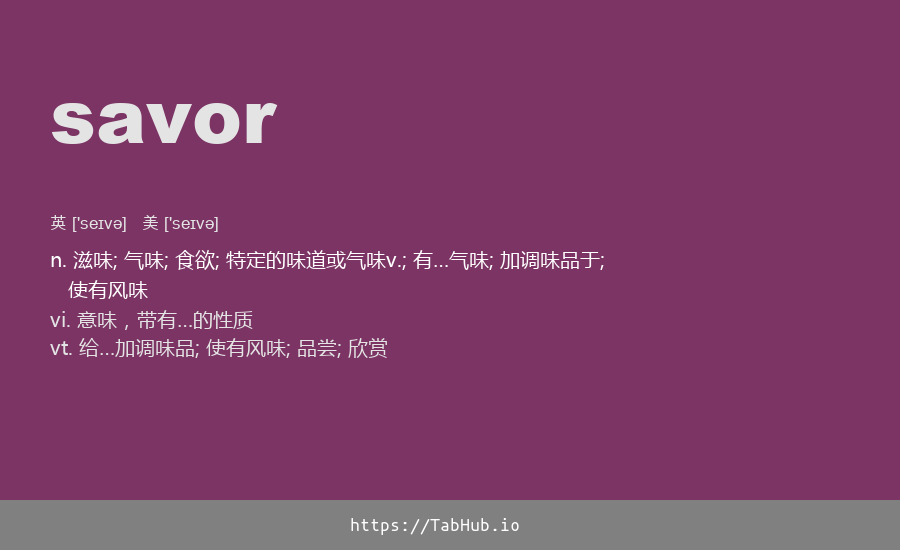 savor
英 ['seɪvə] 美 ['seɪvə]
n. 滋味; 气味; 食欲; 特定的味道或气味v.; 有...气味; 加调味品于;
使有风味
vi. 意味，带有...的性质
vt. 给...加调味品; 使有风味; 品尝; 欣赏
https://TabHub.io